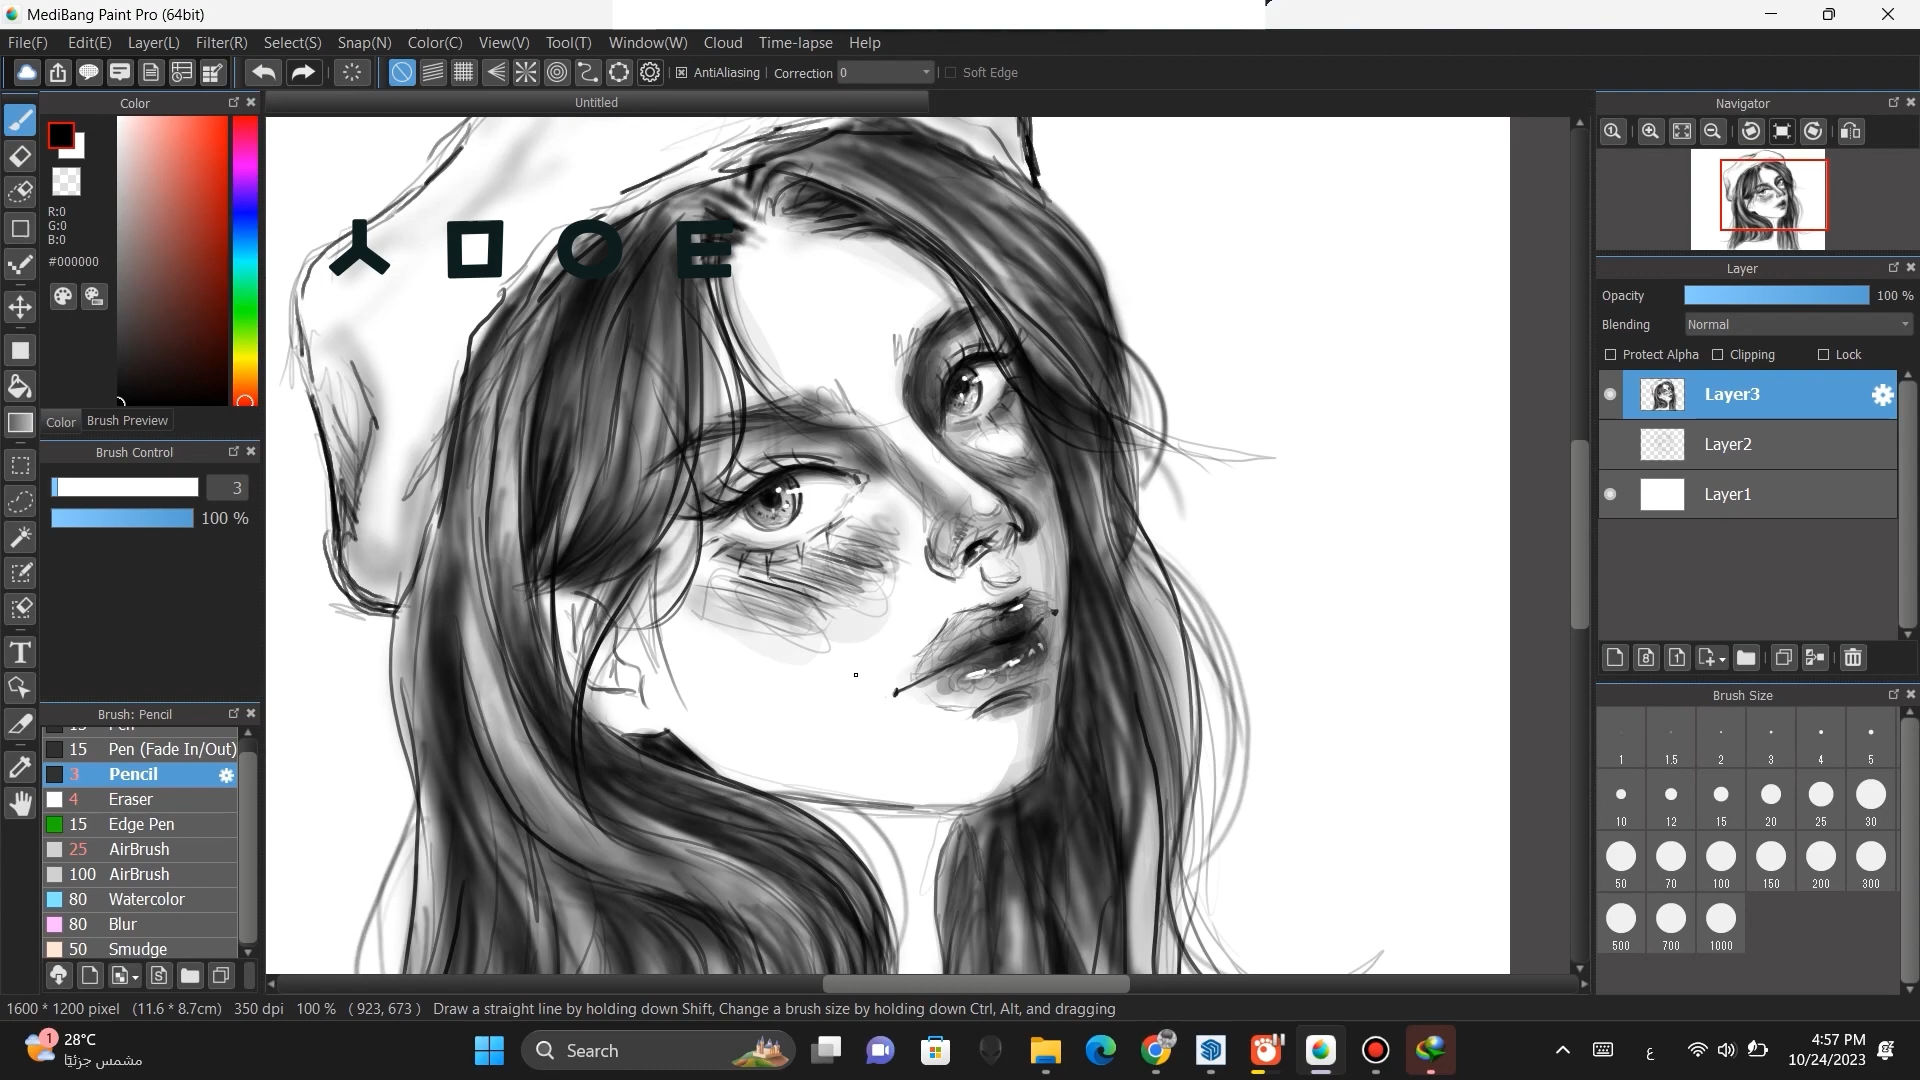 MediBang Paint Pro (64bit)
File(F) Edit(E) Layer(L) Filter(R) Select(S) Snap(N) Color(C) View(V) Tool(T) Window(W) Cloud Time-lapse Help
AntiAliasing Correction 0 Soft Edge
Color
Untitled
Navigator
R:0
G:0
B:0
#000000
Color Brush Preview
Brush Control
3
100 %
Layer
Opacity 100 %
Blending Normal
Protect Alpha Clipping Lock
Layer3
Layer2
Layer1
Brush: Pencil
15 Pen (Fade In/Out)
3 Pencil
4 Eraser
15 Edge Pen
25 AirBrush
100 AirBrush
80 Watercolor
80 Blur
50 Smudge
Brush Size
1 1.5 2 3 4 5
10 12 15 20 25 30
50 70 100 150 200 300
500 700 1000
1600 * 1200 pixel (11.6 * 8.7cm) 350 dpi 100 % ( 923, 673 ) Draw a straight line by holding down Shift, Change a brush size by holding down Ctrl, Alt, and dragging
1
28°C
مشمس جزئيًا
Search
ع
4:57 PM
10/24/2023